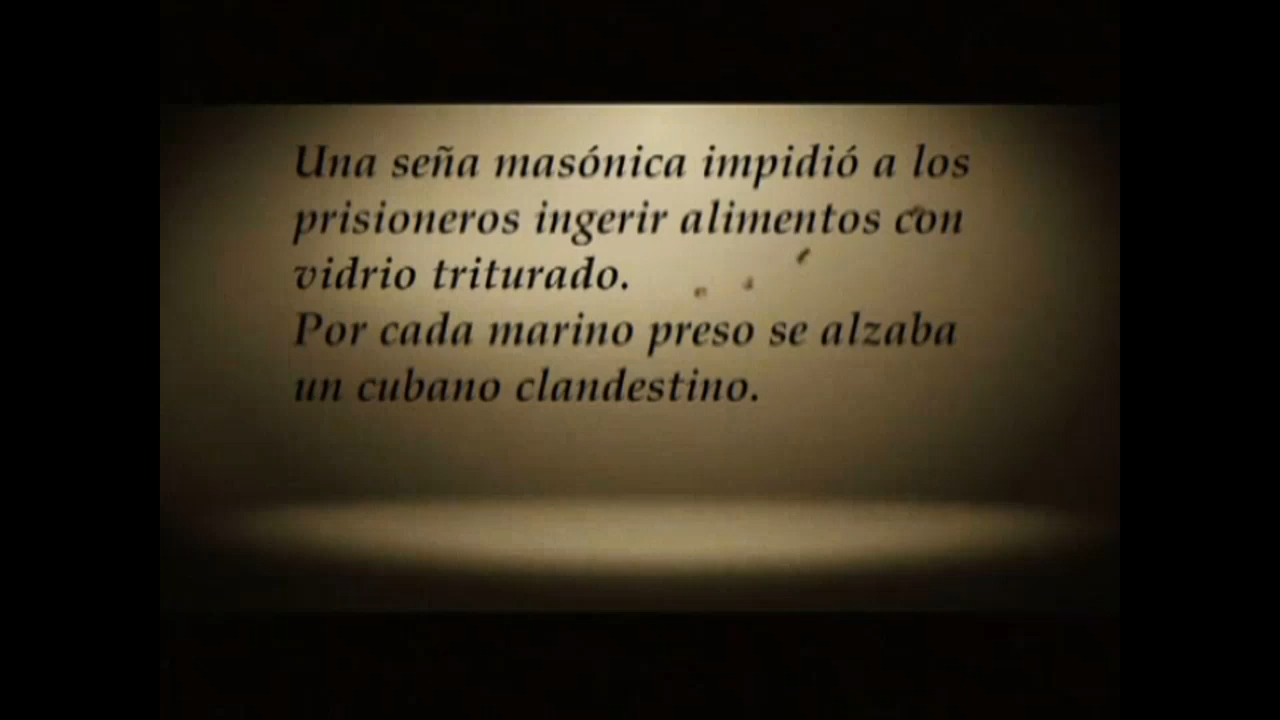 Una seña masónica impidió a los
prisioneros ingerir alimentos con
vidrio triturado.
Por cada marino preso se alzaba
un cubano clandestino.